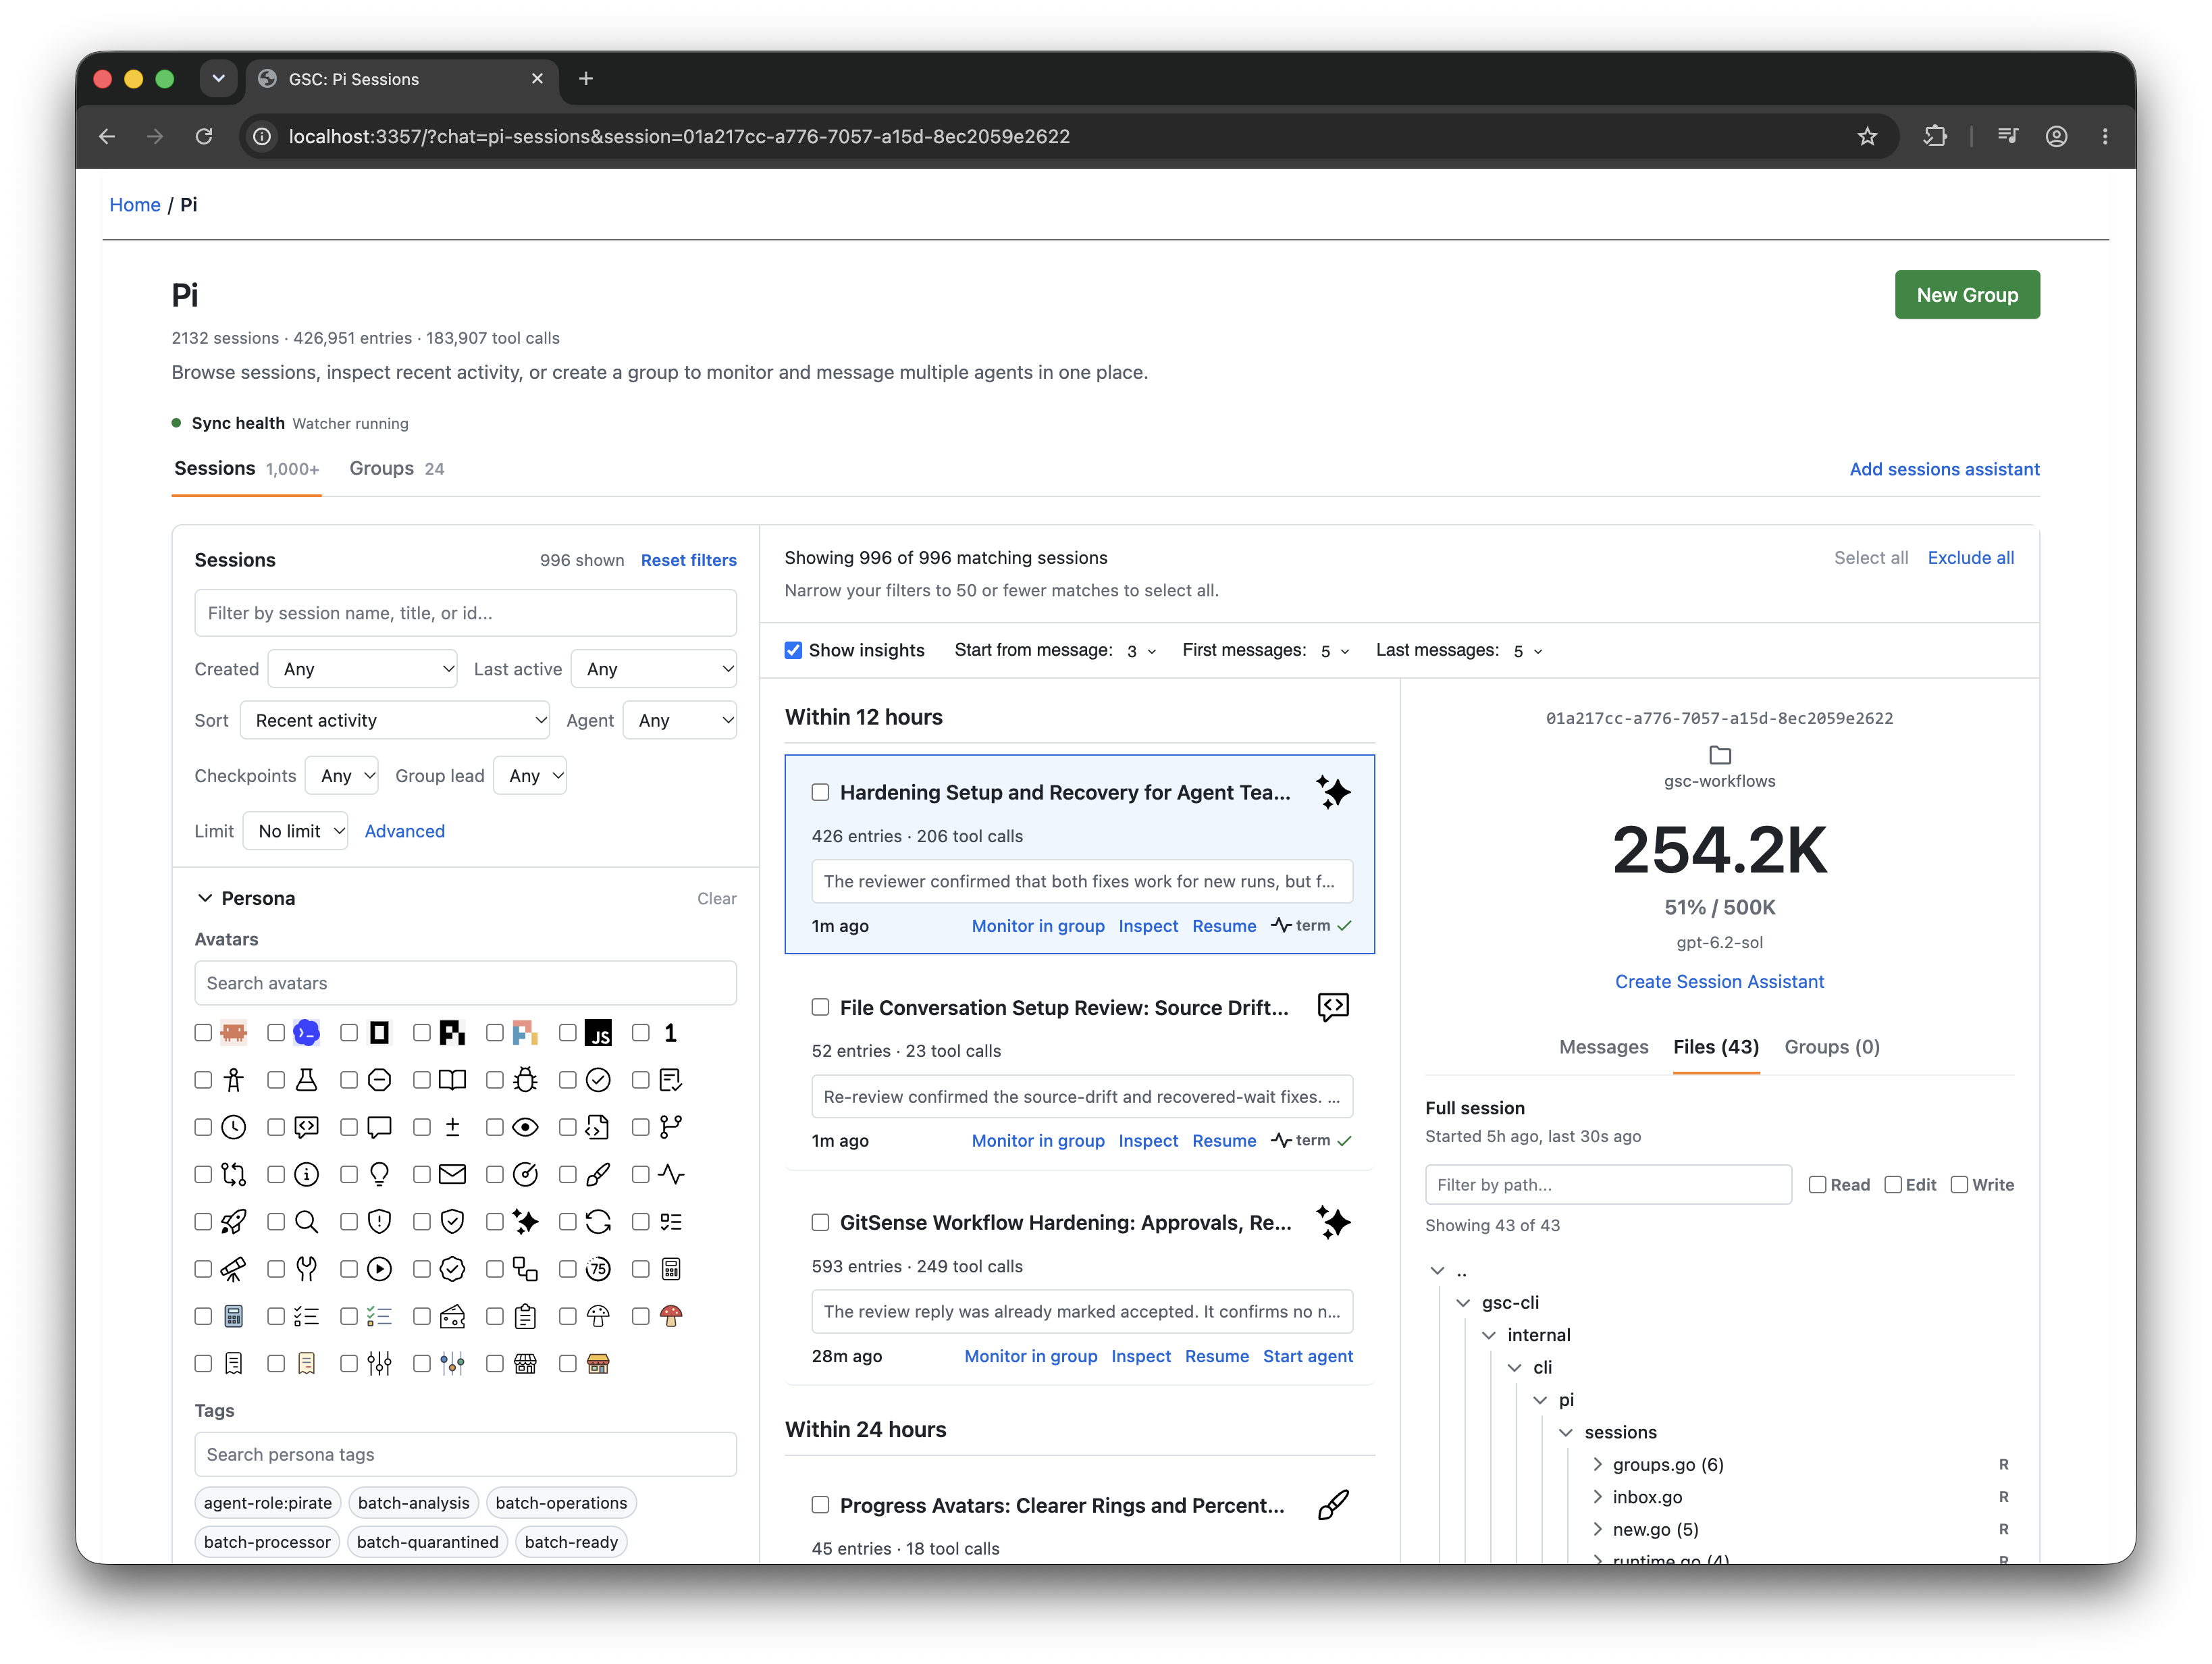 GSC: Pi Sessions
localhost:3357/?chat=pi-sessions&session=01a217cc-a776-7057-a15d-8ec2059e2622
Home / Pi
Pi
New Group
2132 sessions · 426,951 entries · 183,907 tool calls
Browse sessions, inspect recent activity, or create a group to monitor and message multiple agents in one place.
Sync health Watcher running
Sessions 1,000+ Groups 24
Add sessions assistant
Sessions 996 shown Reset filters
Filter by session name, title, or id...
Created Any Last active Any
Sort Recent activity Agent Any
Checkpoints Any Group lead Any
Limit No limit Advanced
Persona Clear
Avatars
Search avatars
JS 1
75
Tags
Search persona tags
agent-role:pirate batch-analysis batch-operations
batch-processor batch-quarantined batch-ready
Showing 996 of 996 matching sessions
Select all Exclude all
Narrow your filters to 50 or fewer matches to select all.
Show insights Start from message: 3 First messages: 5 Last messages: 5
Within 12 hours
Hardening Setup and Recovery for Agent Tea...
426 entries · 206 tool calls
The reviewer confirmed that both fixes work for new runs, but f...
1m ago Monitor in group Inspect Resume term
File Conversation Setup Review: Source Drift...
52 entries · 23 tool calls
Re-review confirmed the source-drift and recovered-wait fixes. ...
1m ago Monitor in group Inspect Resume term
GitSense Workflow Hardening: Approvals, Re...
593 entries · 249 tool calls
The review reply was already marked accepted. It confirms no n...
28m ago Monitor in group Inspect Resume Start agent
Within 24 hours
Progress Avatars: Clearer Rings and Percent...
45 entries · 18 tool calls
01a217cc-a776-7057-a15d-8ec2059e2622
gsc-workflows
254.2K
51% / 500K
gpt-6.2-sol
Create Session Assistant
Messages Files (43) Groups (0)
Full session
Started 5h ago, last 30s ago
Filter by path... Read Edit Write
Showing 43 of 43
..
gsc-cli
internal
cli
pi
sessions
groups.go (6) R
inbox.go R
new.go (5) R
runtime.go (4) R